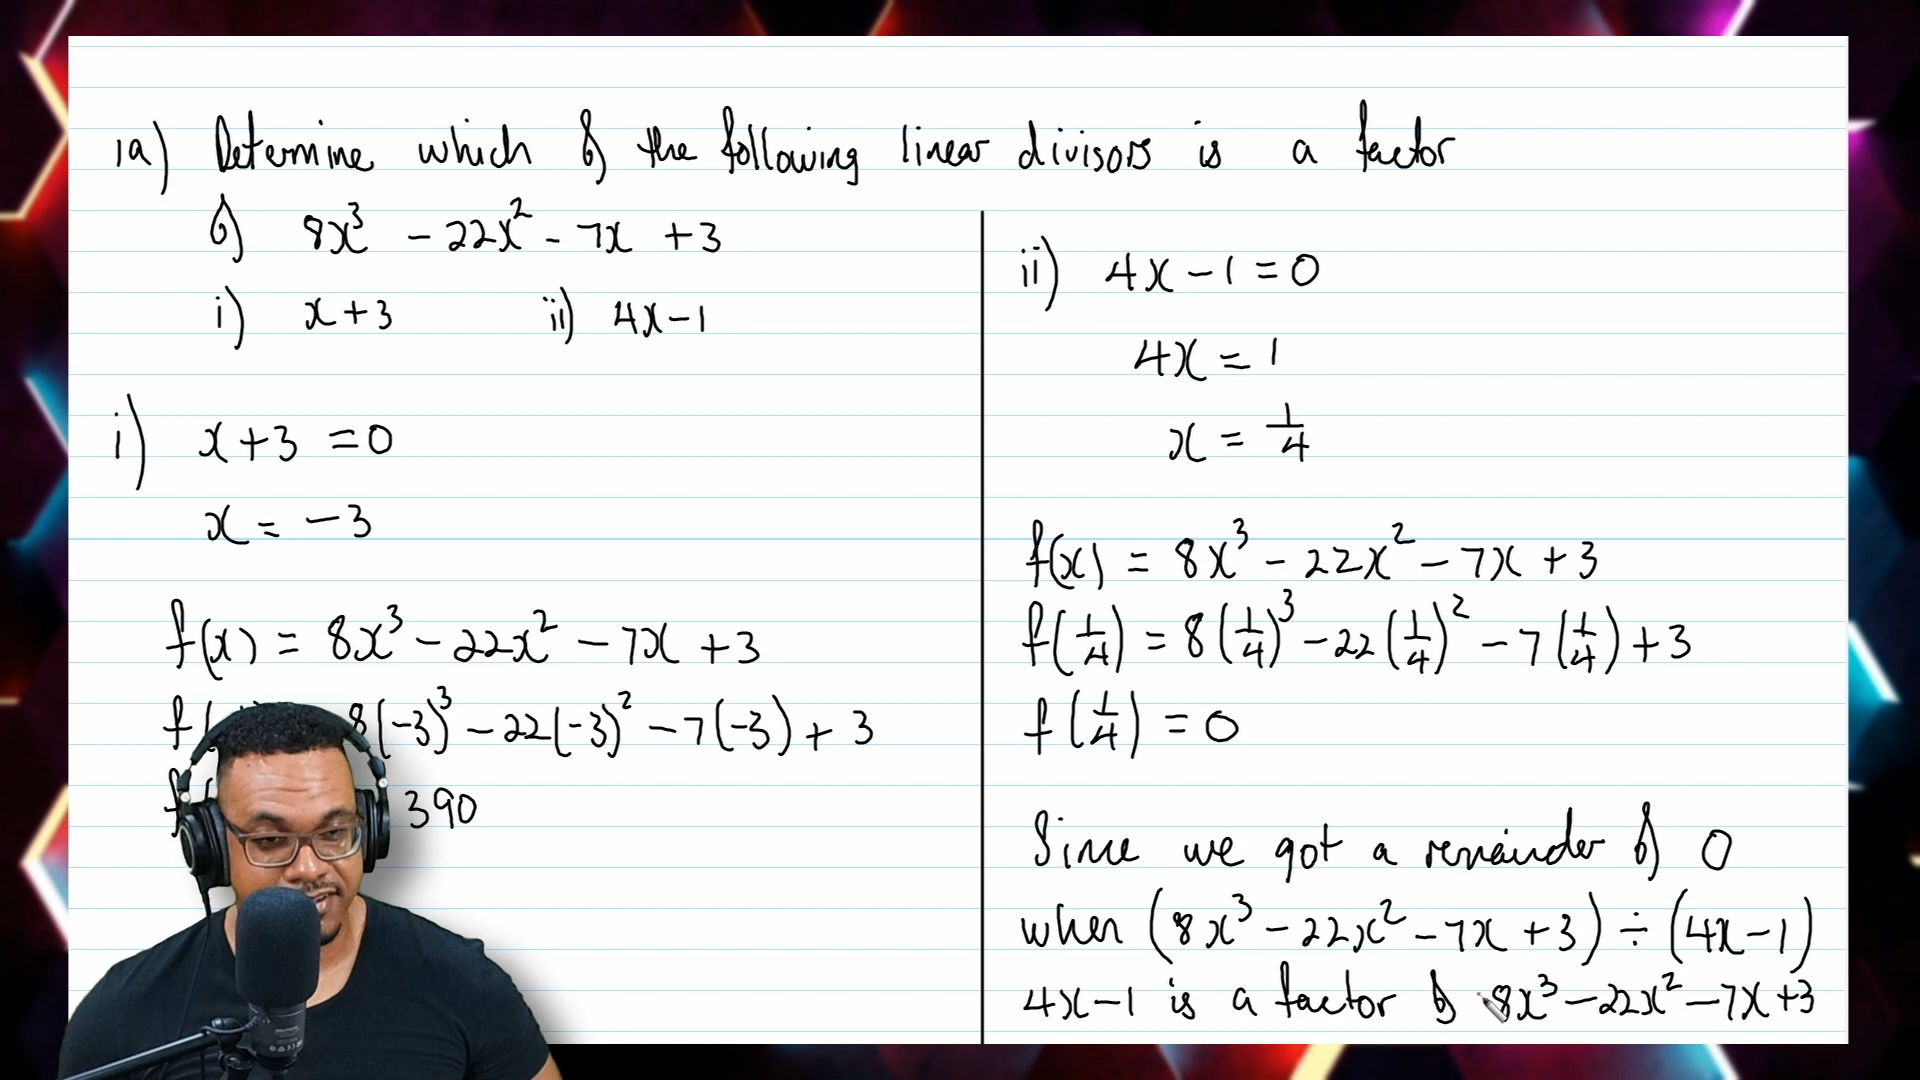 1a) Determine which of the following linear divisors is a factor
of 8x³ - 22x² - 7x + 3
i) x + 3 ii) 4x - 1
i) x + 3 = 0
x = -3
f(x) = 8x³ - 22x² - 7x + 3
f( 8(-3)³ - 22(-3)² - 7(-3) + 3
f( 390
ii) 4x - 1 = 0
4x = 1
x = 1/4
f(x) = 8x³ - 22x² - 7x + 3
f(1/4) = 8(1/4)³ - 22(1/4)² - 7(1/4) + 3
f(1/4) = 0
Since we got a remainder of 0
when (8x³ - 22x² - 7x + 3) ÷ (4x - 1)
4x - 1 is a factor of 8x³ - 22x² - 7x + 3